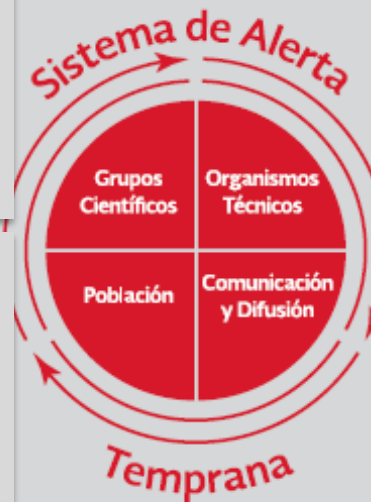 Sistema de Alerta
Grupos
Científicos
Organismos
Técnicos
Población
Comunicación
y Difusión
Temprana